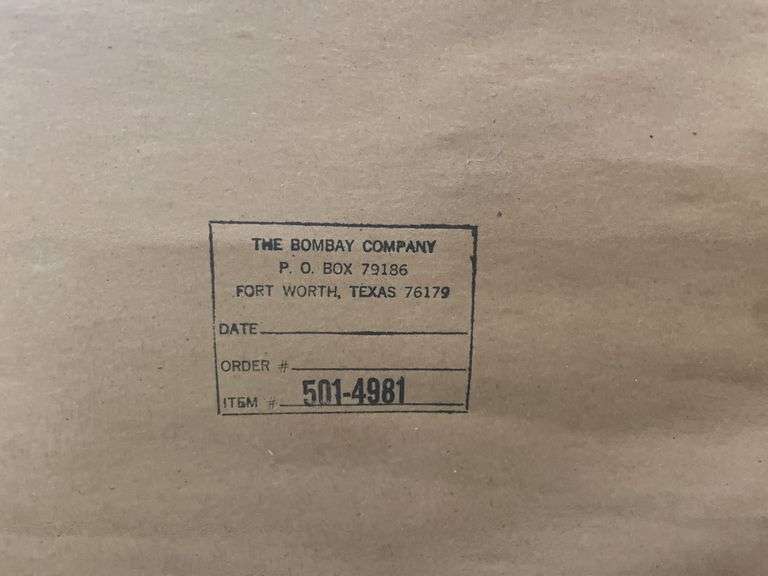 THE BOMBAY COMPANY
P. O. BOX 79186
FORT WORTH, TEXAS 76179
DATE
ORDER #
ITEM # 501-4981